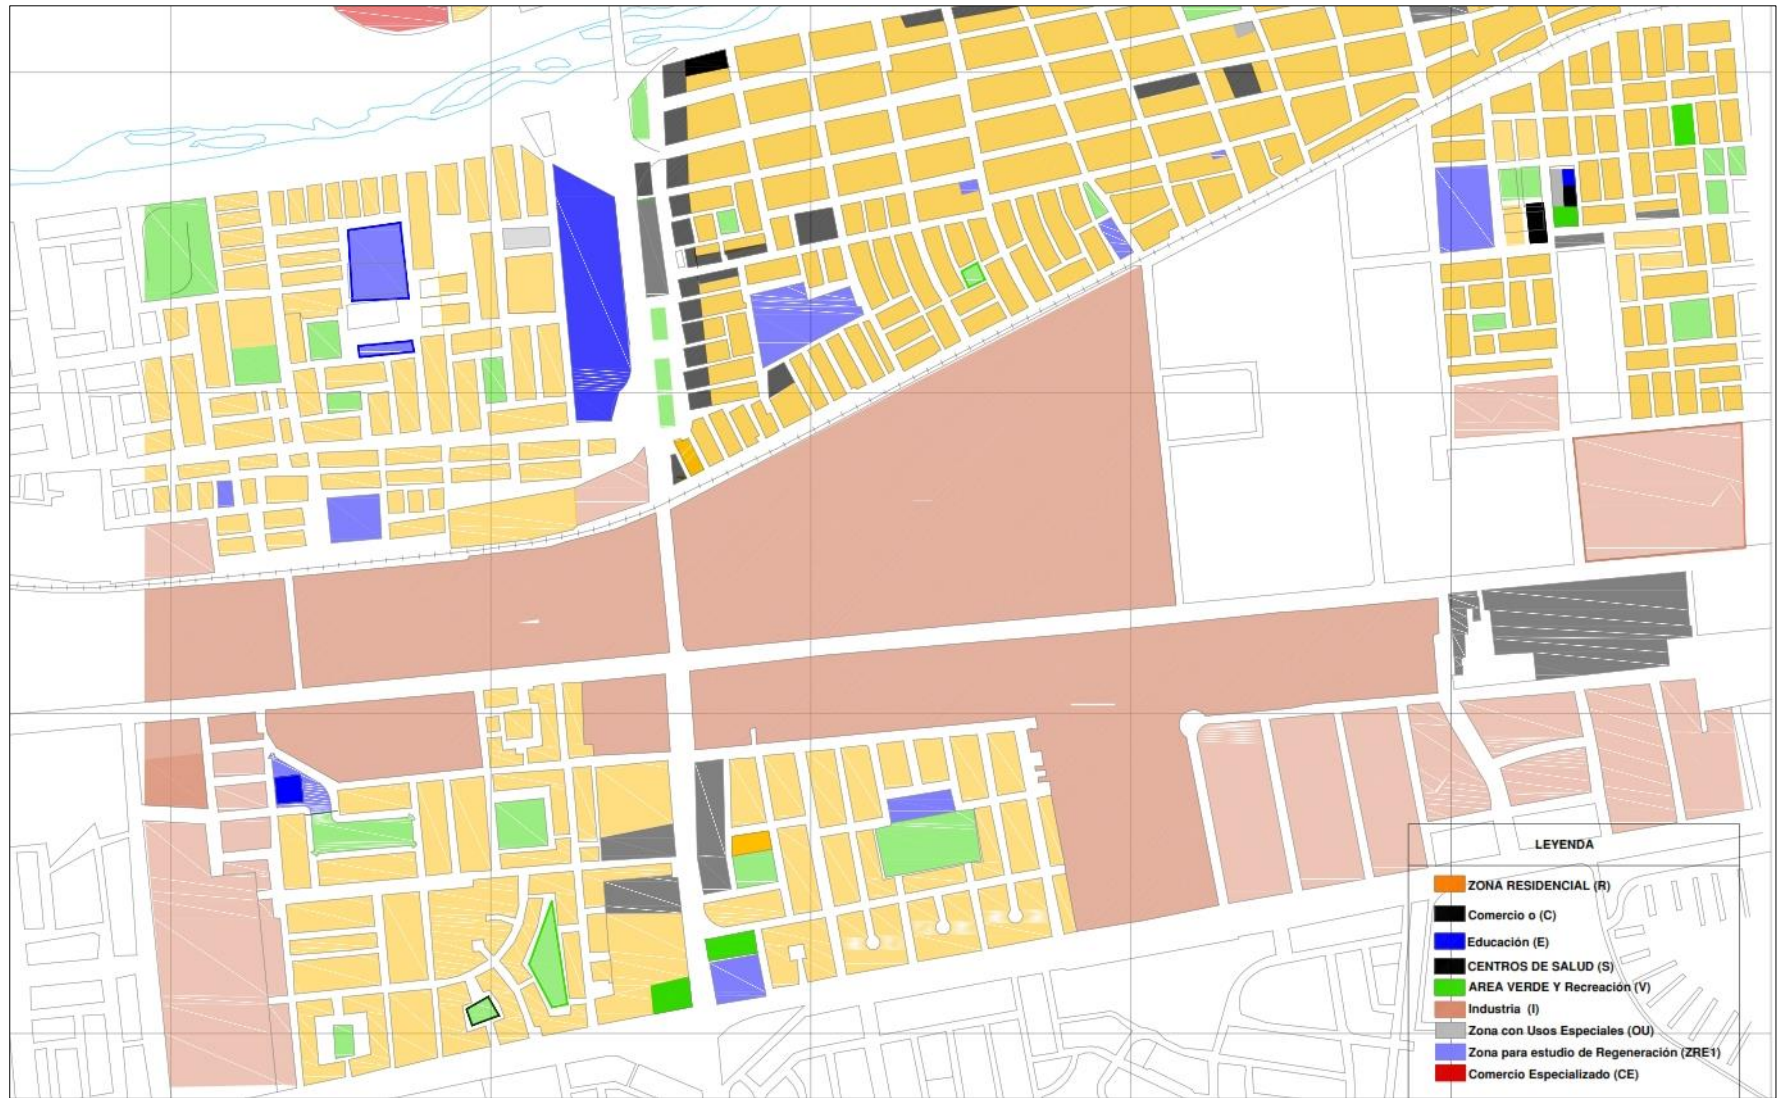 LEYENDA
ZONA RESIDENCIAL (R)
Comercio o (C)
Educación (E)
CENTROS DE SALUD (S)
AREA VERDE Y Recreación (V)
Industria (I)
Zona con Usos Especiales (OU)
Zona para estudio de Regeneración (ZRE1)
Comercio Especializado (CE)